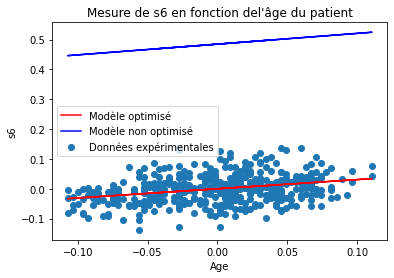 Mesure de s6 en fonction del'âge du patient
0.5
0.4
0.3
0.2
0.1
0.0
−0.1
s6
Modèle optimisé
Modèle non optimisé
Données expérimentales
−0.10
−0.05
0.00
0.05
0.10
Age